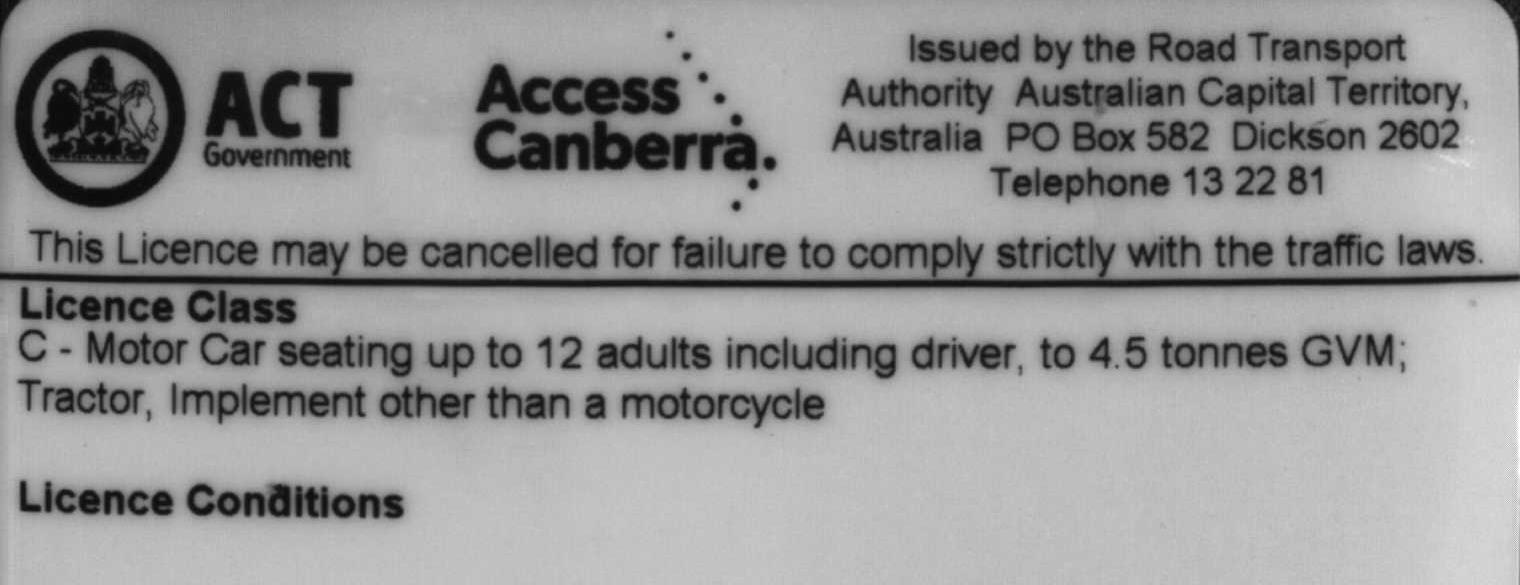 ACT
Government
Access
Canberra.
Issued by the Road Transport
Authority Australian Capital Territory,
Australia PO Box 582 Dickson 2602
Telephone 13 22 81
This Licence may be cancelled for failure to comply strictly with the traffic laws.
Licence Class
C - Motor Car seating up to 12 adults including driver, to 4.5 tonnes GVM;
Tractor, Implement other than a motorcycle
Licence Conditions